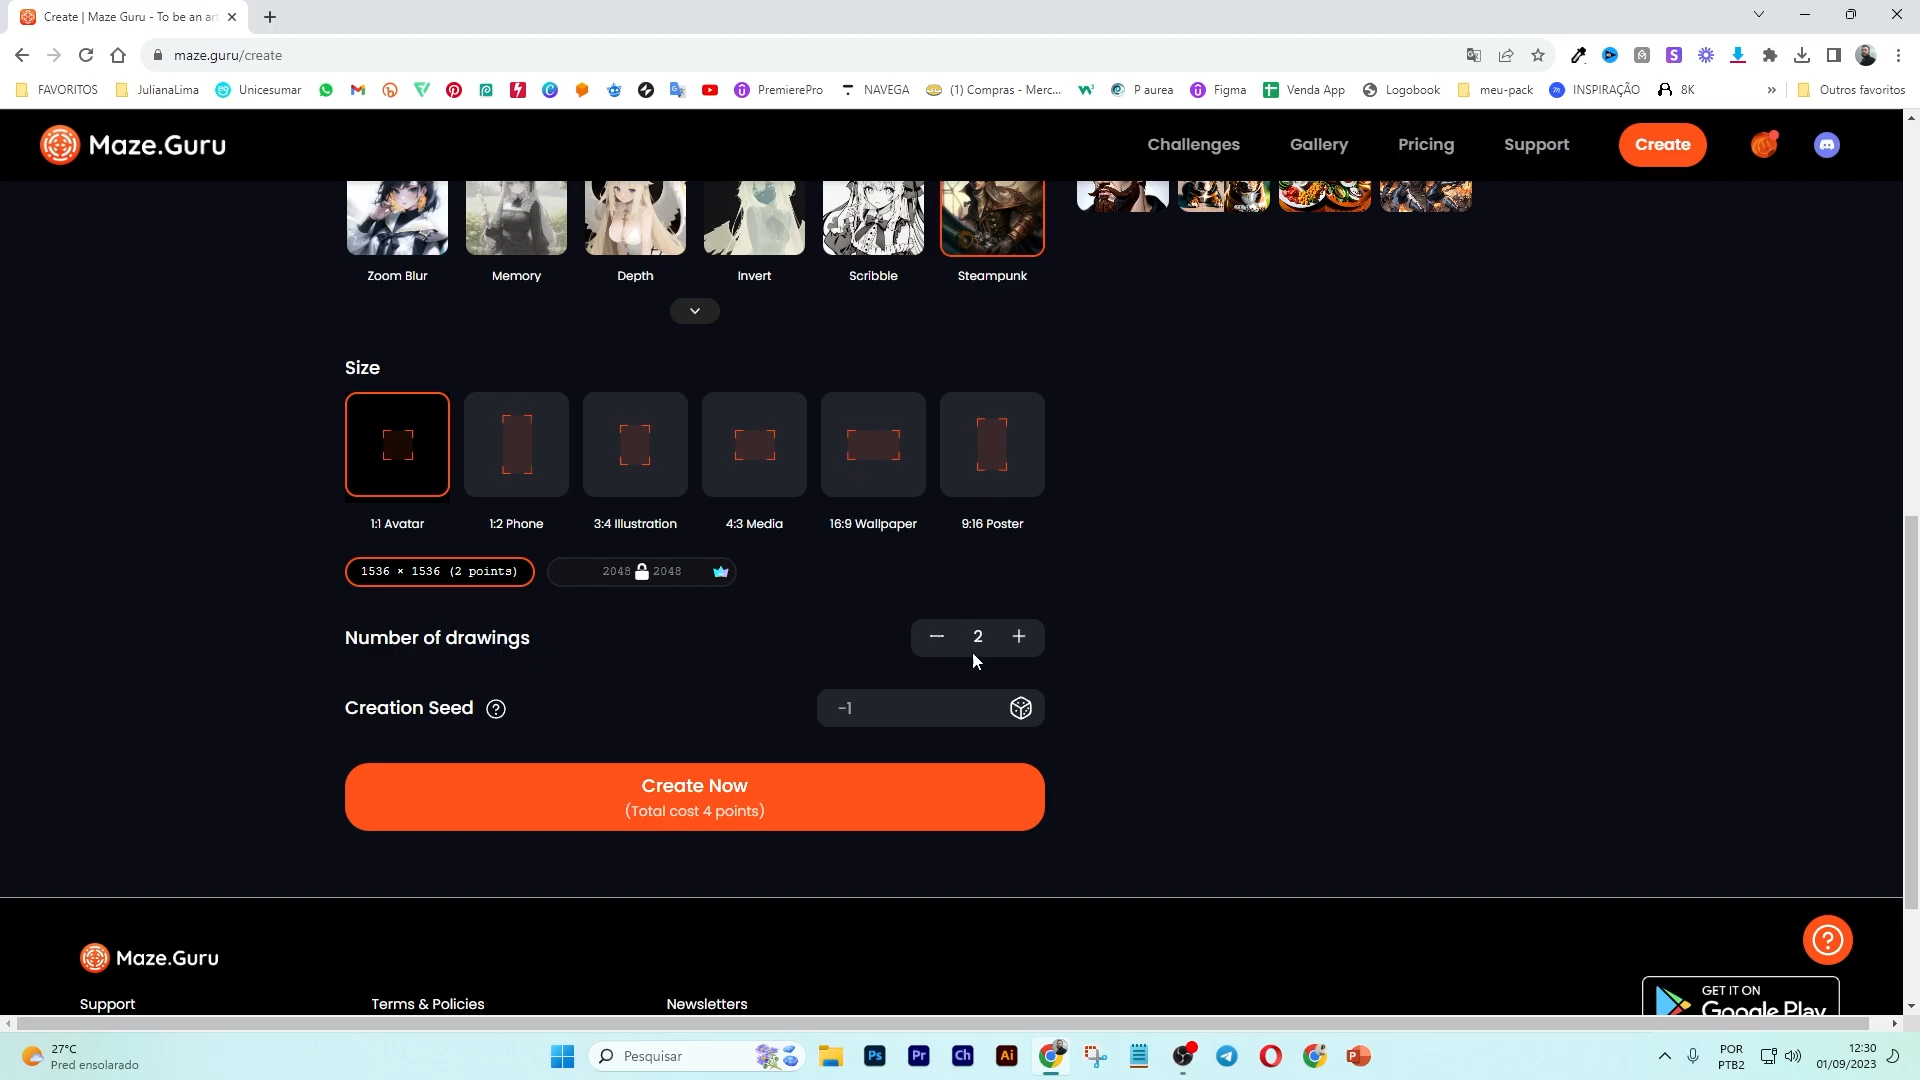 Create | Maze Guru - To be an ar
maze.guru/create
FAVORITOS
JulianaLima
Unicesumar
PremierePro
NAVEGA
(1) Compras - Merc...
P aurea
Figma
Venda App
Logobook
meu-pack
INSPIRAÇÃO
8K
»
Outros favoritos
Maze.Guru
Challenges
Gallery
Pricing
Support
Create
Zoom Blur
Memory
Depth
Invert
Scribble
Steampunk
Size
1:1 Avatar
1:2 Phone
3:4 Illustration
4:3 Media
16:9 Wallpaper
9:16 Poster
1536 × 1536 (2 points)
2048 2048
Number of drawings
2
Creation Seed
-1
Create Now
(Total cost 4 points)
Maze.Guru
Support
Terms & Policies
Newsletters
GET IT ON
Google Play
27°C
Pred ensolarado
Pesquisar
Ps
Pr
Ch
Ai
POR
PTB2
12:30
01/09/2023